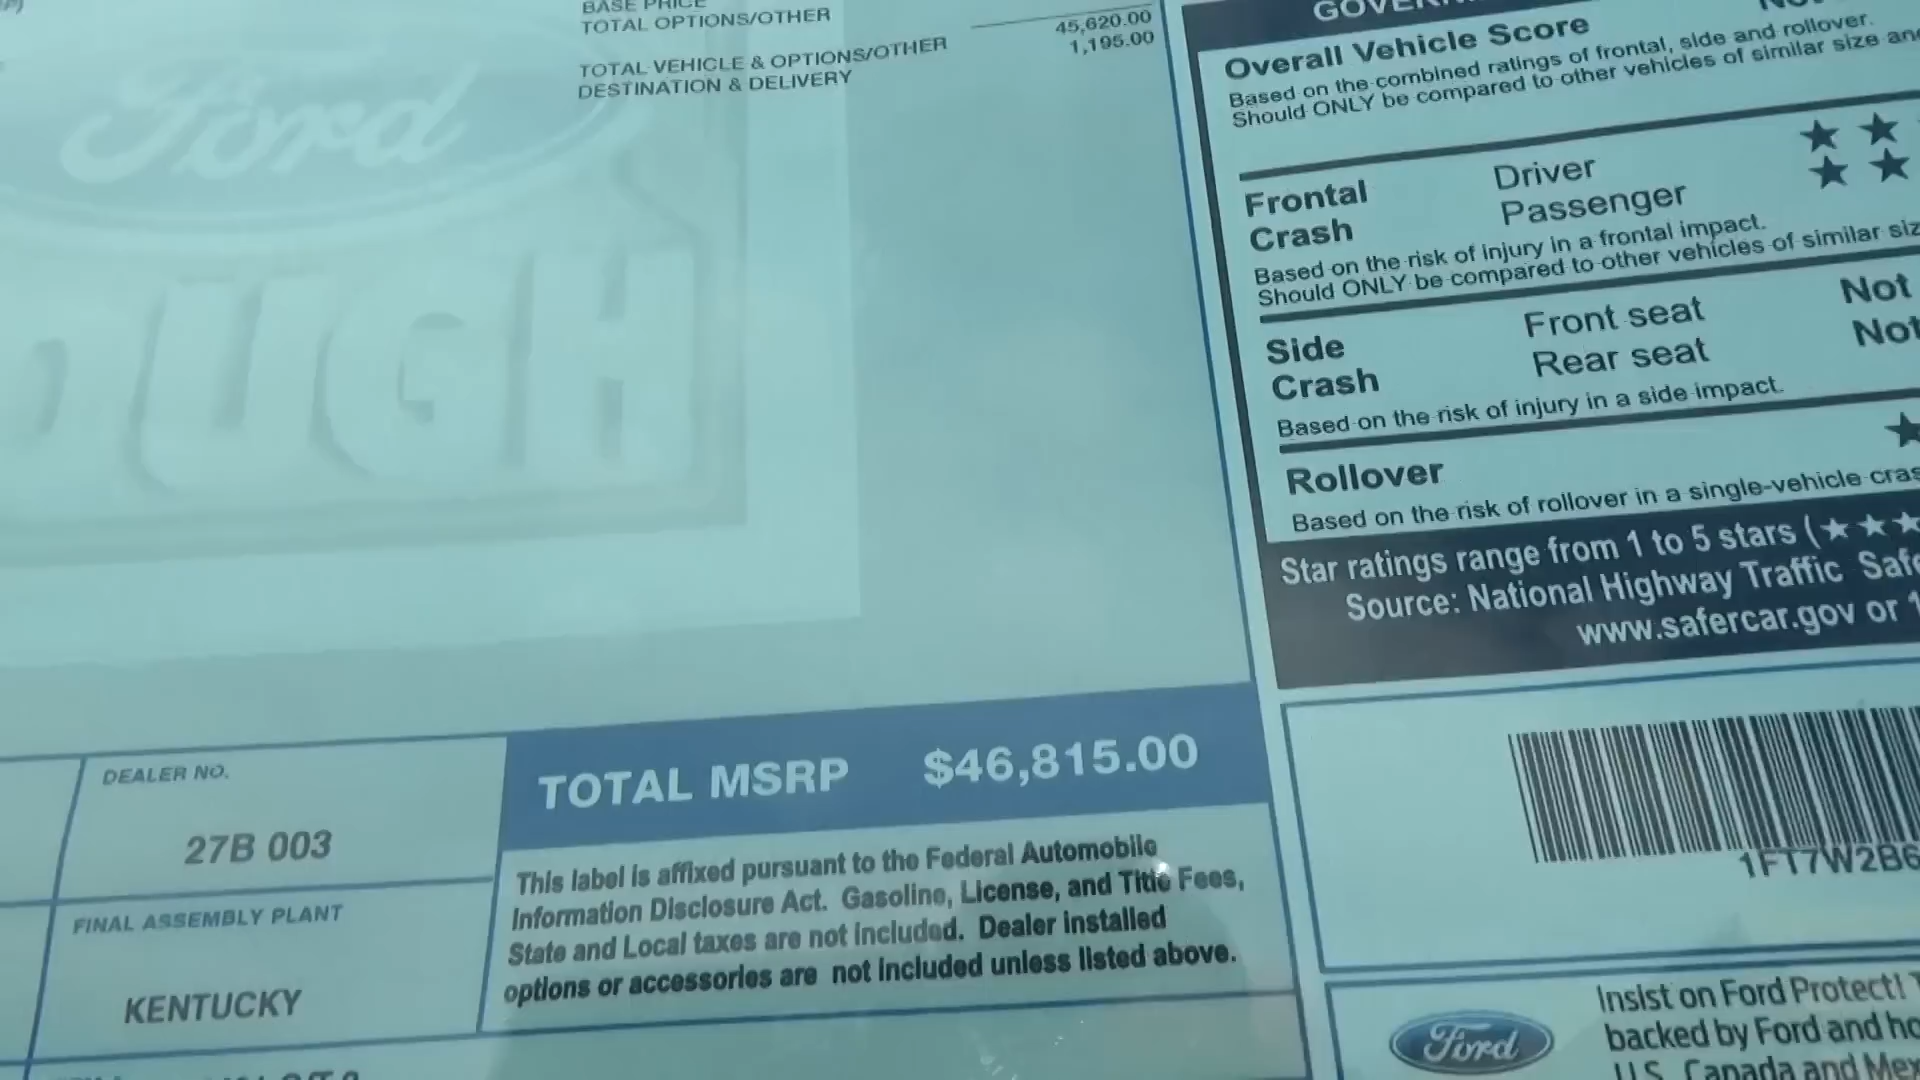 BASE PRICE
TOTAL OPTIONS/OTHER
TOTAL VEHICLE & OPTIONS/OTHER 45,620.00
DESTINATION & DELIVERY 1,195.00
Ford
UGH
TOTAL MSRP $46,815.00
This label is affixed pursuant to the Federal Automobile
Information Disclosure Act. Gasoline, License, and Title Fees,
State and Local taxes are not included. Dealer installed
options or accessories are not included unless listed above.
DEALER NO.
27B 003
FINAL ASSEMBLY PLANT
KENTUCKY
Overall Vehicle Score
Based on the combined ratings of frontal, side and rollover.
Should ONLY be compared to other vehicles of similar size
Frontal Driver ★ ★
Crash Passenger ★ ★
Based on the risk of injury in a frontal impact.
Should ONLY be compared to other vehicles of similar
Side Front seat Not
Crash Rear seat Not
Based on the risk of injury in a side impact.
Rollover ★
Based on the risk of rollover in a single-vehicle
Star ratings range from 1 to 5 stars (★ ★ ★
Source: National Highway Traffic
www.safercar.gov or 1
1FT7W2B6
Ford
Insist on Ford Protect!
backed by Ford and
U.S., Canada and